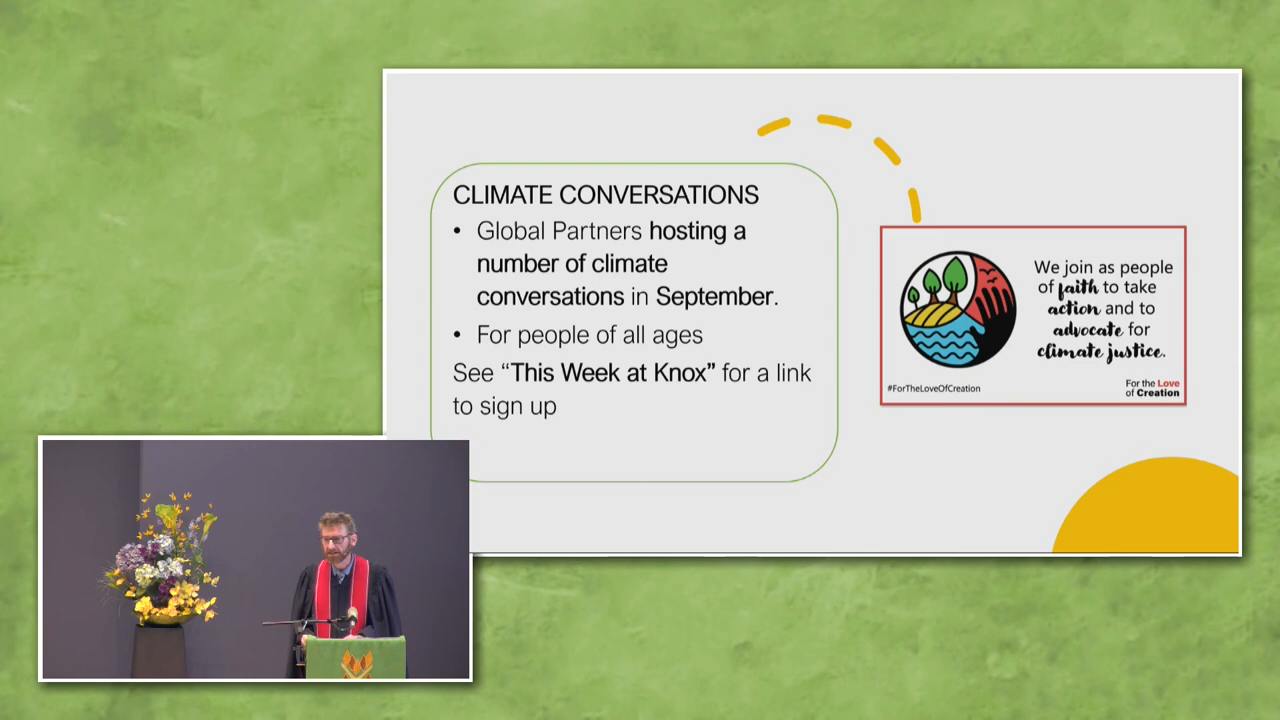 CLIMATE CONVERSATIONS
• Global Partners hosting a
number of climate
conversations in September.
• For people of all ages
See “This Week at Knox” for a link
to sign up
We join as people
of faith to take
action and to
advocate for
climate justice.
#ForTheLoveOfCreation
For the Love
of Creation